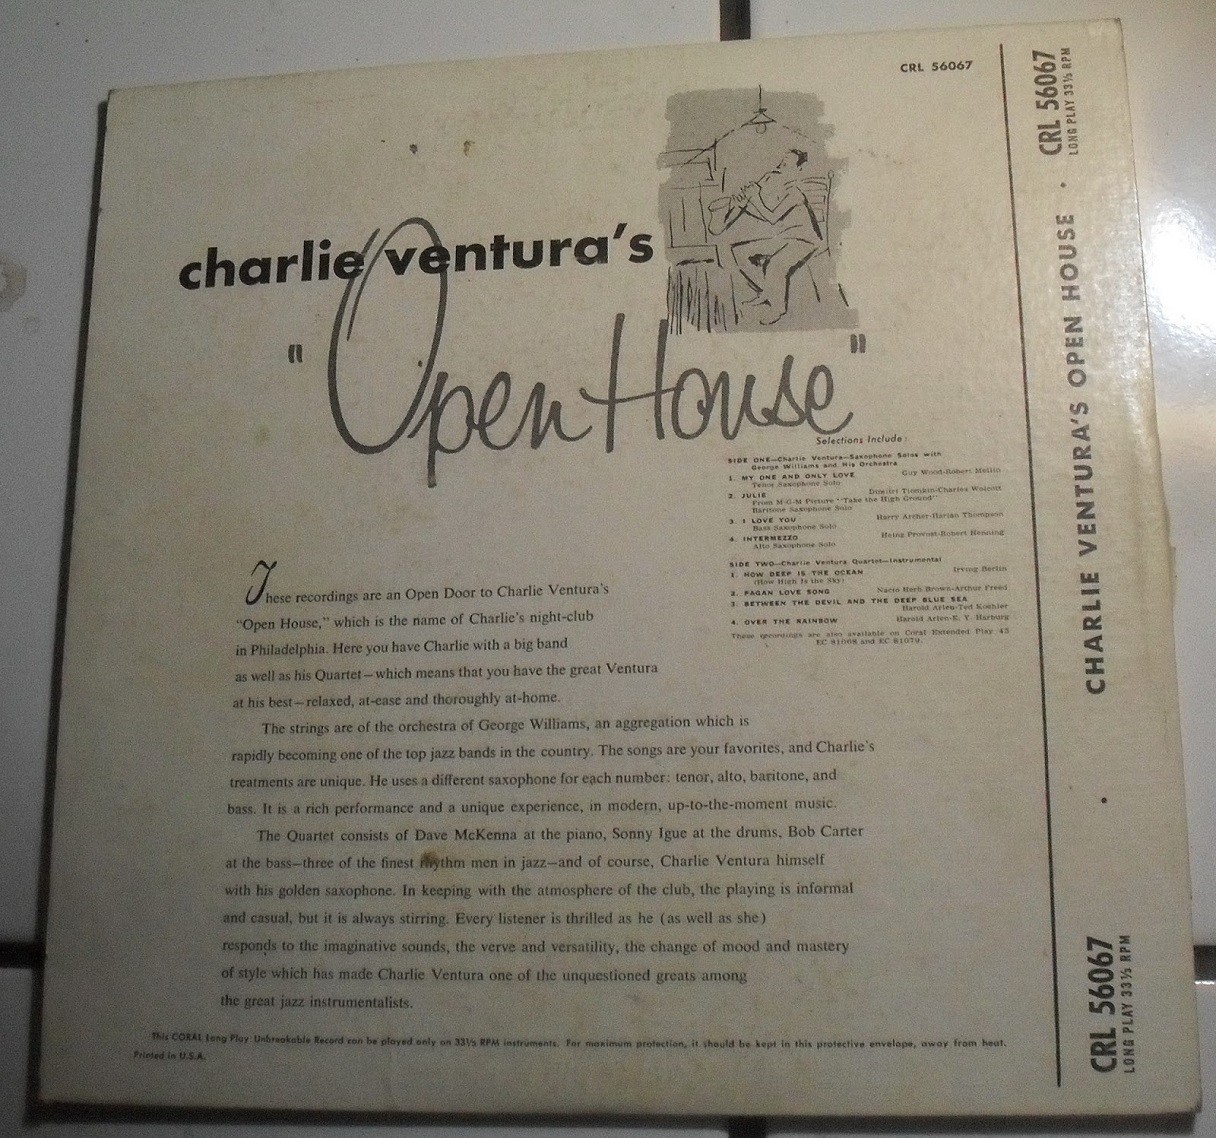 CRL 56067
charlie ventura's
"Open House"
Selections Include:
SIDE ONE—Charlie Ventura—Saxophone Solos with
George Williams and His Orchestra
1. MY ONE AND ONLY LOVE Guy Wood-Robert Mellin
Tenor Saxophone Solo
2. JULIE Dimitri Tiomkin-Charles Wolcott
From M-G-M Picture "Take the High Ground"
Baritone Saxophone Solo
3. I LOVE YOU Harry Archer-Harlan Thompson
Bass Saxophone Solo
4. INTERMEZZO Heinz Provost-Robert Henning
Alto Saxophone Solo
SIDE TWO—Charlie Ventura Quartet—Instrumental
1. HOW DEEP IS THE OCEAN Irving Berlin
(How High Is the Sky)
2. PAGAN LOVE SONG Nacio Herb Brown-Arthur Freed
3. BETWEEN THE DEVIL AND THE DEEP BLUE SEA
Harold Arlen-Ted Koehler
4. OVER THE RAINBOW Harold Arlen-E. Y. Harburg
These recordings are also available on Coral Extended Play 45
EC 81068 and EC 81079.
These recordings are an Open Door to Charlie Ventura's
"Open House," which is the name of Charlie's night-club
in Philadelphia. Here you have Charlie with a big band
as well as his Quartet—which means that you have the great Ventura
at his best—relaxed, at-ease and thoroughly at-home.
The strings are of the orchestra of George Williams, an aggregation which is
rapidly becoming one of the top jazz bands in the country. The songs are your favorites, and Charlie's
treatments are unique. He uses a different saxophone for each number: tenor, alto, baritone, and
bass. It is a rich performance and a unique experience, in modern, up-to-the-moment music.
The Quartet consists of Dave McKenna at the piano, Sonny Igue at the drums, Bob Carter
at the bass—three of the finest rhythm men in jazz—and of course, Charlie Ventura himself
with his golden saxophone. In keeping with the atmosphere of the club, the playing is informal
and casual, but it is always stirring. Every listener is thrilled as he (as well as she)
responds to the imaginative sounds, the verve and versatility, the change of mood and mastery
of style which has made Charlie Ventura one of the unquestioned greats among
the great jazz instrumentalists.
This CORAL Long Play Unbreakable Record can be played only on 33⅓ RPM instruments. For maximum protection, it should be kept in this protective envelope, away from heat.
Printed in U.S.A.
CRL 56067
LONG PLAY 33⅓ RPM
• CHARLIE VENTURA'S OPEN HOUSE •
CRL 56067
LONG PLAY 33⅓ RPM